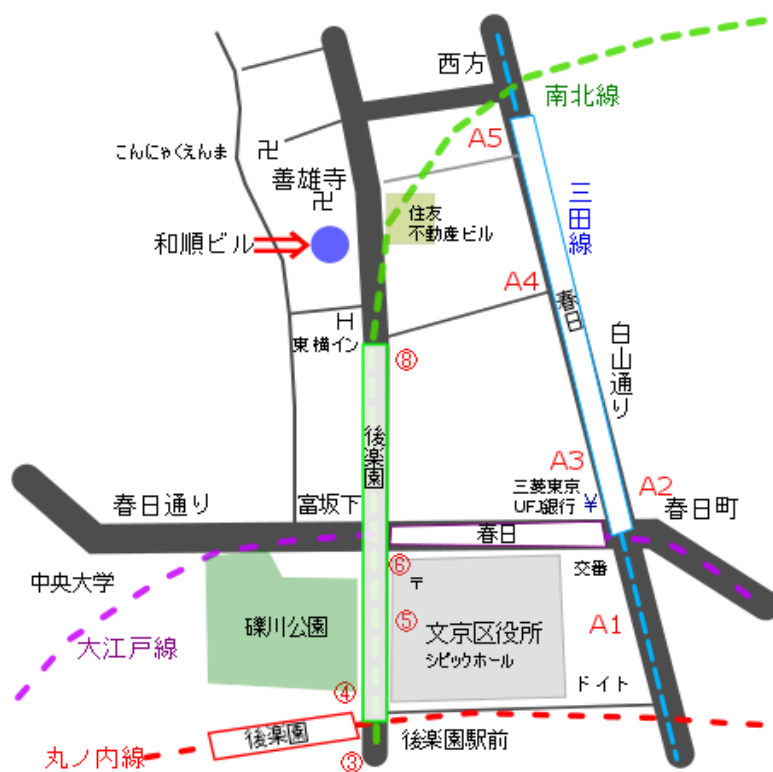 西方
南北線
こんにゃくえんま
卍
善雄寺
卍
A5
住友
不動産ビル
三田線
和順ビル
A4
春日
H
東横イン
⑧
白山通り
後楽園
A3
A2
三菱東京
UFJ銀行 ¥
春日通り
富坂下
春日町
春日
中央大学
⑥
〒
交番
大江戸線
礫川公園
⑤
文京区役所
シビックホール
A1
④
ドイト
後楽園
後楽園駅前
丸ノ内線
③